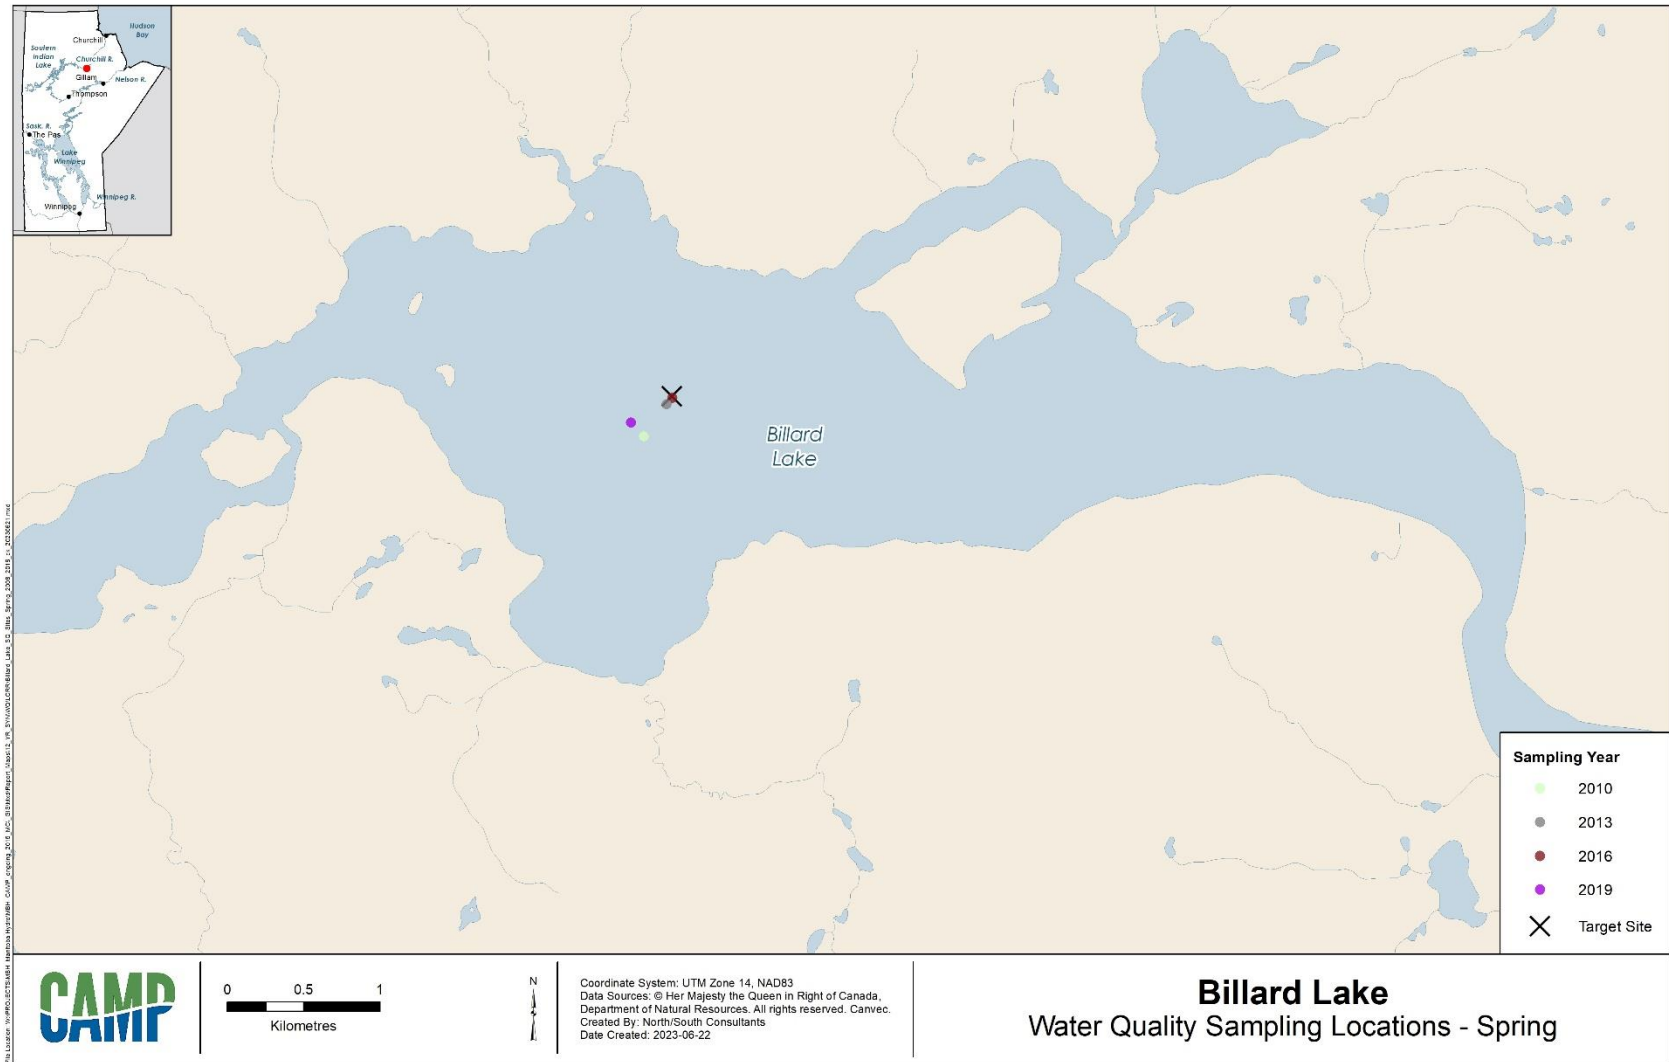 Hudson
Bay
Churchill
Southern
Indian
Lake
Churchill R.
Gillam
Nelson R.
Thompson
Sask. R.
The Pas
Lake
Winnipeg
Winnipeg R.
Winnipeg
Billard
Lake
Sampling Year
2010
2013
2016
2019
Target Site
CAMP
0 0.5 1
Kilometres
N
Coordinate System: UTM Zone 14, NAD83
Data Sources: © Her Majesty the Queen in Right of Canada,
Department of Natural Resources. All rights reserved. Canvec.
Created By: North/South Consultants
Date Created: 2023-06-22
Billard Lake
Water Quality Sampling Locations - Spring